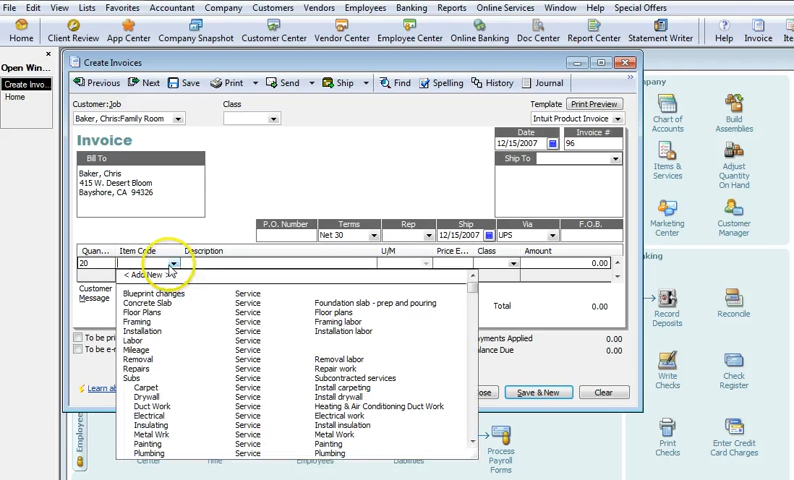 File Edit View Lists Favorites Accountant Company Customers Vendors Employees Banking Reports Online Services Window Help Special Offers
Home Client Review App Center Company Snapshot Customer Center Vendor Center Employee Center Online Banking Doc Center Report Center Statement Writer Help Invoice
Open Win...
Create Invo...
Home
Create Invoices
Previous Next Save Print Send Ship Find Spelling History Journal
Customer:Job Class Template Print Preview
Baker, Chris:Family Room Intuit Product Invoice
Invoice
Date Invoice #
12/15/2007 96
Bill To
Ship To
Baker, Chris
415 W. Desert Bloom
Bayshore, CA 94326
P.O. Number Terms Rep Ship Via F.O.B.
Net 30 12/15/2007 UPS
Quan... Item Code Description U/M Price E... Class Amount
20 0.00
< Add New >
Blueprint changes Service
Concrete Slab Service Foundation slab - prep and pouring
Floor Plans Service Floor plans
Framing Service Framing labor
Installation Service Installation labor
Labor Service
Mileage Service
Removal Service Removal labor
Repairs Service Repair work
Subs Service Subcontracted services
Carpet Service Install carpeting
Drywall Service Install drywall
Duct Work Service Heating & Air Conditioning Duct Work
Electrical Service Electrical work
Insulating Service Install insulation
Metal Wrk Service Metal Work
Painting Service Painting
Plumbing Service Plumbing
Customer
Message
Total 0.00
To be pri
To be e-
ayments Applied 0.00
alance Due 0.00
Learn ab
ose Save & New Clear
Employees
Center Time Employees Liabilities
Process
Payroll
Forms
mpany
Chart of
Accounts
Build
Assemblies
Items &
Services
Adjust
Quantity
On Hand
Marketing
Center
Customer
Manager
nking
Record
Deposits
Reconcile
Write
Checks
Check
Register
Print
Checks
Enter Credit
Card Charges